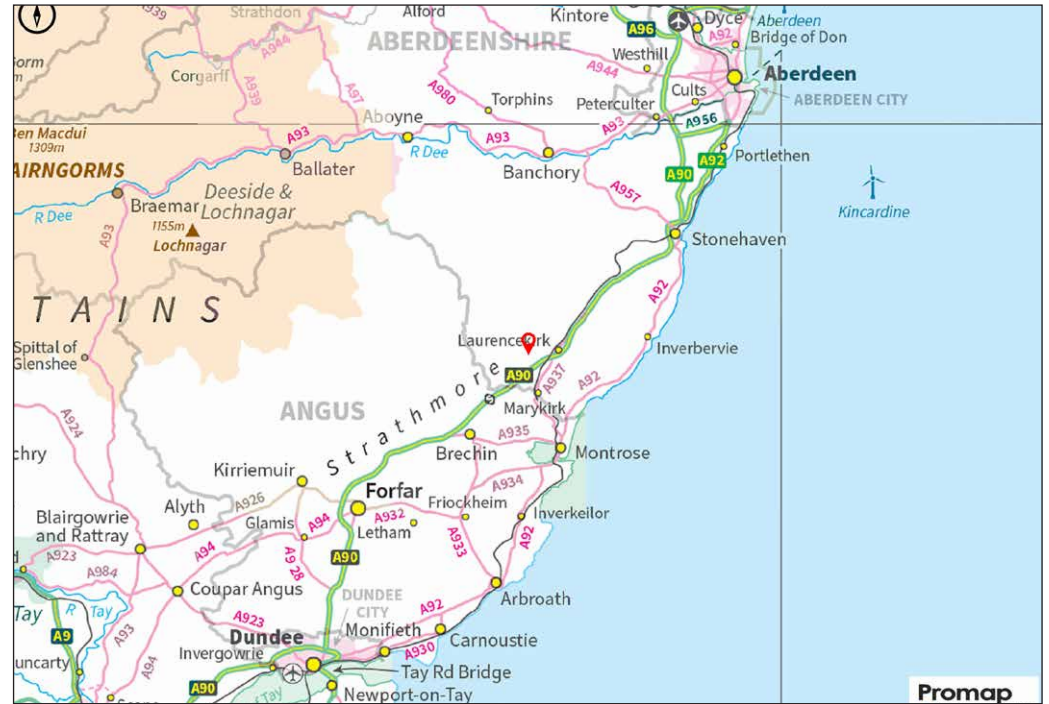 Strathdon
Alford
Kintore
A96
Dyce
A92
Aberdeen
Bridge of Don
ABERDEENSHIRE
Westhill
A944
A944
Corgarff
A939
A97
A980
Torphins
Peterculter
Cults
Aberdeen
ABERDEEN CITY
A956
Ben Macdui
1309m
AIRNGORMS
A93
Aboyne
R Dee
A93
A93
Banchory
A90
A92
Portlethen
Ballater
Deeside &
Lochnagar
Braemar
R Dee
1155m
Lochnagar
A957
Kincardine
Stonehaven
A93
TAINS
A92
Spittal of
Glenshee
Laurencekirk
Inverbervie
A90
A937
A92
Strathmore
ANGUS
Marykirk
A924
A935
Brechin
Montrose
chry
Kirriemuir
A934
A926
Forfar
Friockheim
Alyth
Glamis
A94
A932
Letham
Inverkeilor
Blairgowrie
and Rattray
A923
A94
A933
A92
A984
A9 28
A90
Coupar Angus
Arbroath
Tay
R Tay
DUNDEE
CITY
A92
A923
A9
A93
Dundee
Monifieth
Carnoustie
A930
Invergowrie
Tay Rd Bridge
uncarty
A94
A90
Newport-on-Tay
Promap